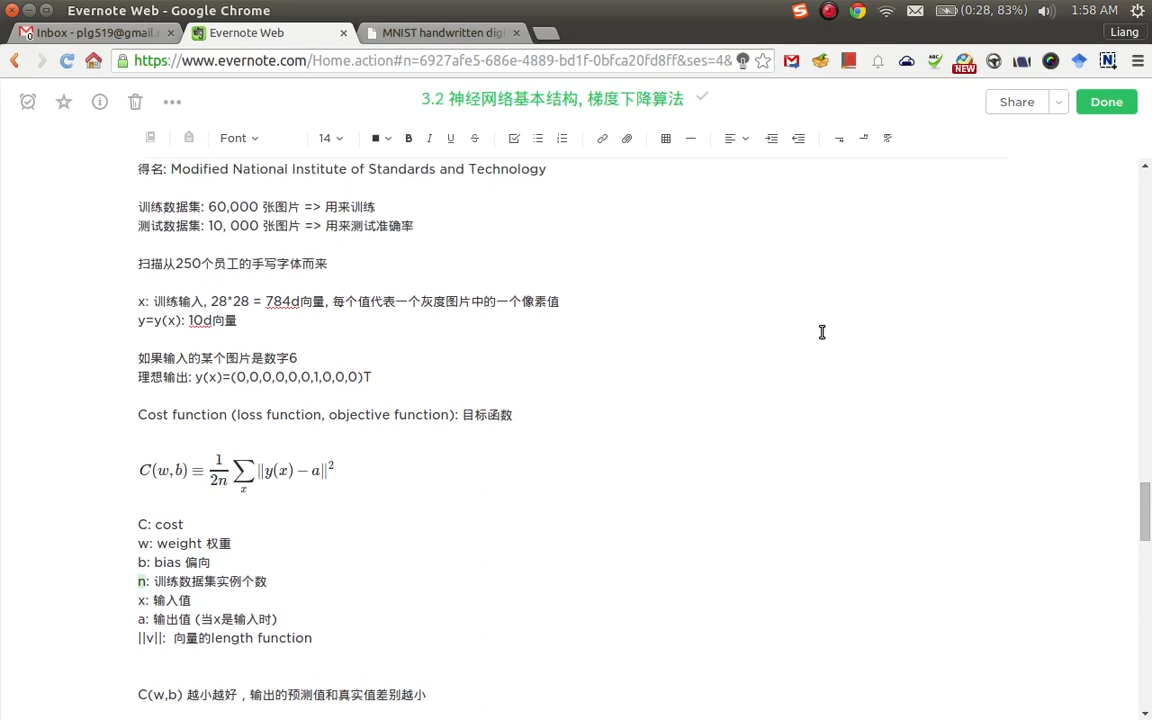 Evernote Web - Google Chrome
(0:28, 83%) 1:58 AM
Inbox - plg519@gmail.c
Evernote Web
MNIST handwritten digi
Liang
https://www.evernote.com/Home.action#n=6927afe5-686e-4889-bd1f-0bfca20fd8ff&ses=4&
NEW
3.2 神经网络基本结构, 梯度下降算法
Share
Done
Font 14 B I U S
得名: Modified National Institute of Standards and Technology
训练数据集: 60,000 张图片 => 用来训练
测试数据集: 10, 000 张图片 => 用来测试准确率
扫描从250个员工的手写字体而来
x: 训练输入, 28*28 = 784d向量, 每个值代表一个灰度图片中的一个像素值
y=y(x): 10d向量
如果输入的某个图片是数字6
理想输出: y(x)=(0,0,0,0,0,0,1,0,0,0)T
Cost function (loss function, objective function): 目标函数
C(w,b) ≡ 1/2n ∑x ||y(x) − a||²
C: cost
w: weight 权重
b: bias 偏向
n: 训练数据集实例个数
x: 输入值
a: 输出值 (当x是输入时)
||v||: 向量的length function
C(w,b) 越小越好，输出的预测值和真实值差别越小